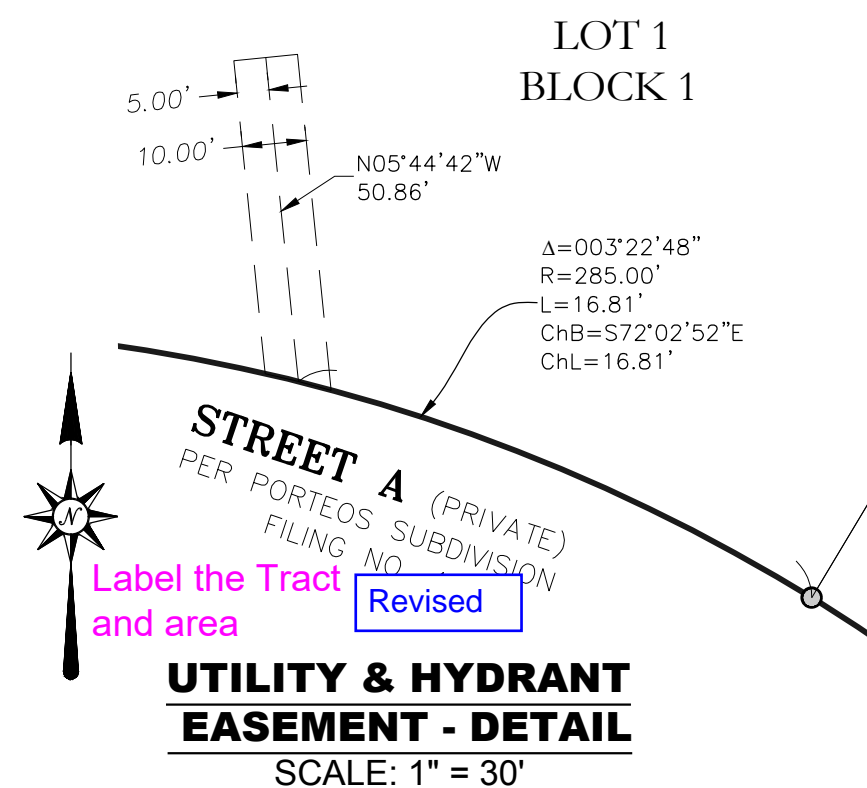 LOT 1
BLOCK 1
5.00'
10.00'
N05°44'42"W
50.86'
Δ=003°22'48"
R=285.00'
L=16.81'
ChB=S72°02'52"E
ChL=16.81'
STREET A (PRIVATE)
PER PORTEOS SUBDIVISION
FILING NO.
N
Label the Tract
and area
Revised
UTILITY & HYDRANT
EASEMENT - DETAIL
SCALE: 1" = 30'